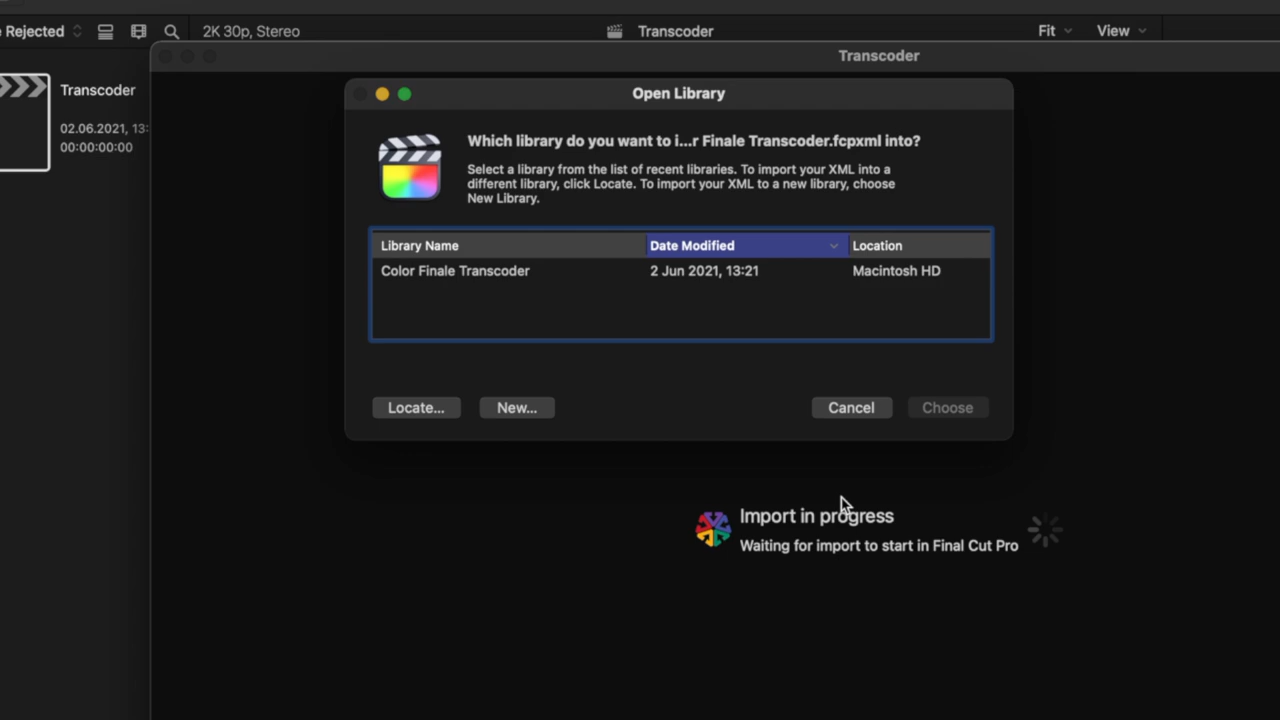 Rejected
2K 30p, Stereo
Transcoder
Fit
View
Transcoder
Transcoder
02.06.2021, 13:
00:00:00:00
Open Library
Which library do you want to i...r Finale Transcoder.fcpxml into?
Select a library from the list of recent libraries. To import your XML into a
different library, click Locate. To import your XML to a new library, choose
New Library.
Library Name
Date Modified
Location
Color Finale Transcoder
2 Jun 2021, 13:21
Macintosh HD
Locate...
New...
Cancel
Choose
Import in progress
Waiting for import to start in Final Cut Pro